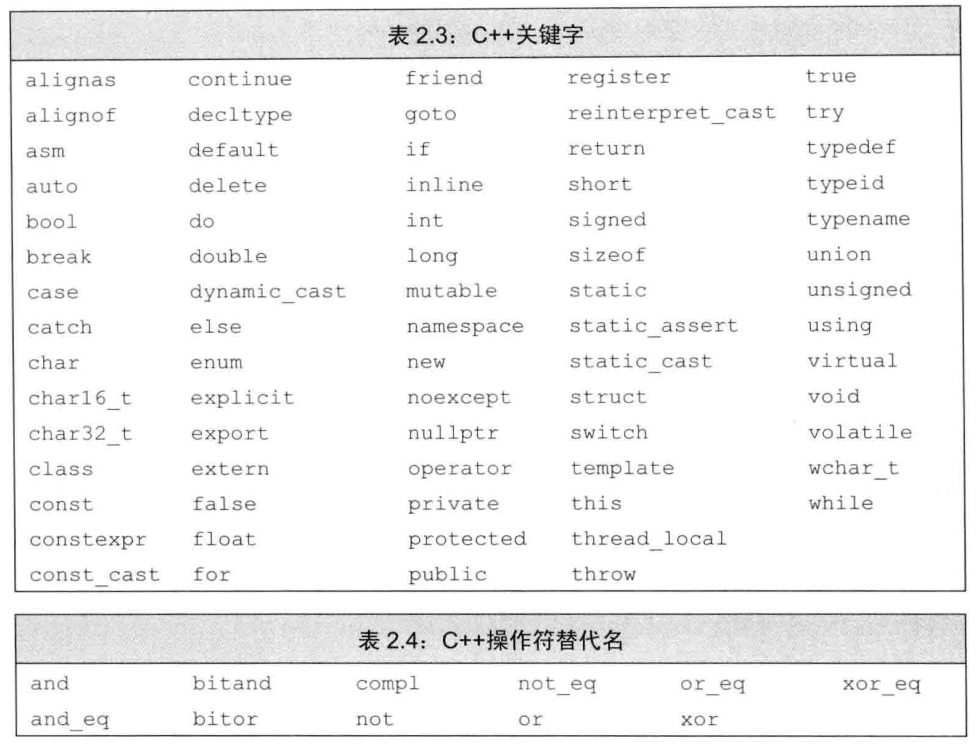 表 2.3：C++关键字
alignas continue friend register true
alignof decltype goto reinterpret_cast try
asm default if return typedef
auto delete inline short typeid
bool do int signed typename
break double long sizeof union
case dynamic_cast mutable static unsigned
catch else namespace static_assert using
char enum new static_cast virtual
char16_t explicit noexcept struct void
char32_t export nullptr switch volatile
class extern operator template wchar_t
const false private this while
constexpr float protected thread_local
const_cast for public throw
表 2.4：C++操作符替代名
and bitand compl not_eq or_eq xor_eq
and_eq bitor not or xor